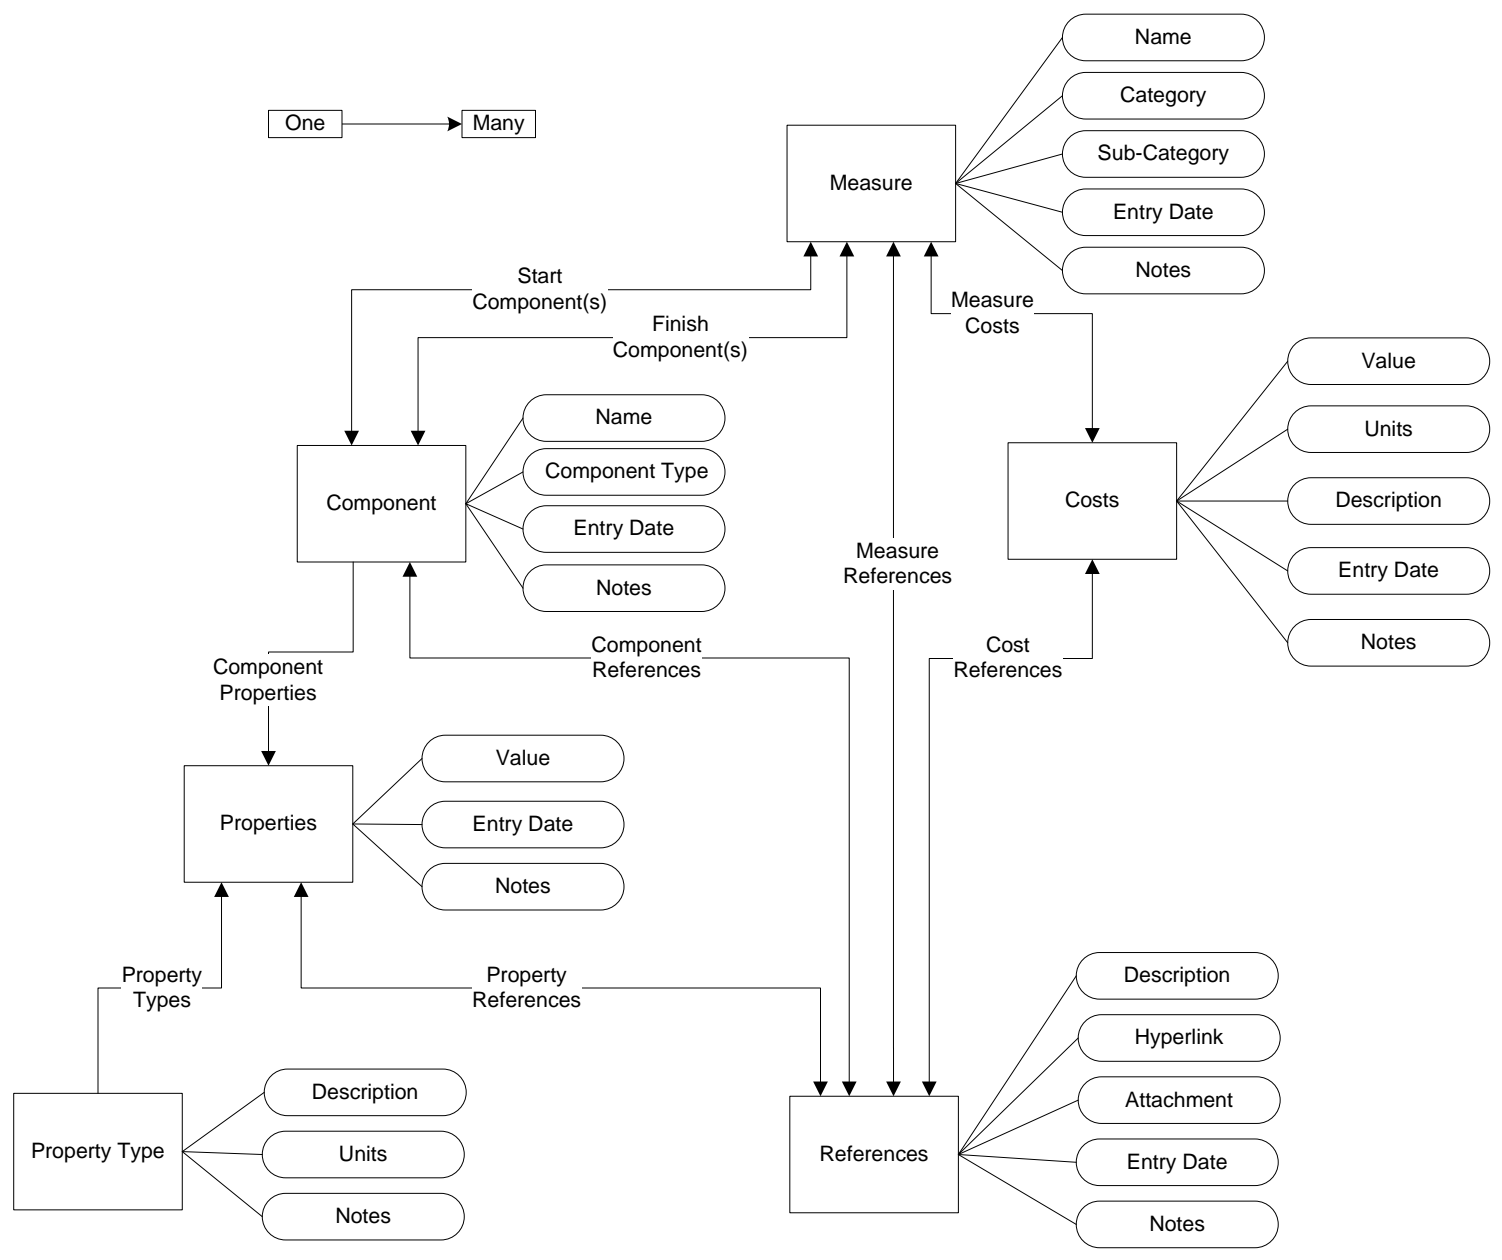 Name
Category
One
Many
Sub-Category
Measure
Entry Date
Notes
Start
Component(s)
Measure
Costs
Finish
Component(s)
Value
Name
Units
Component Type
Component
Costs
Description
Entry Date
Measure
References
Entry Date
Notes
Component
References
Cost
References
Notes
Component
Properties
Value
Properties
Entry Date
Notes
Property
Types
Property
References
Description
Hyperlink
Description
Attachment
Property Type
Units
References
Entry Date
Notes
Notes